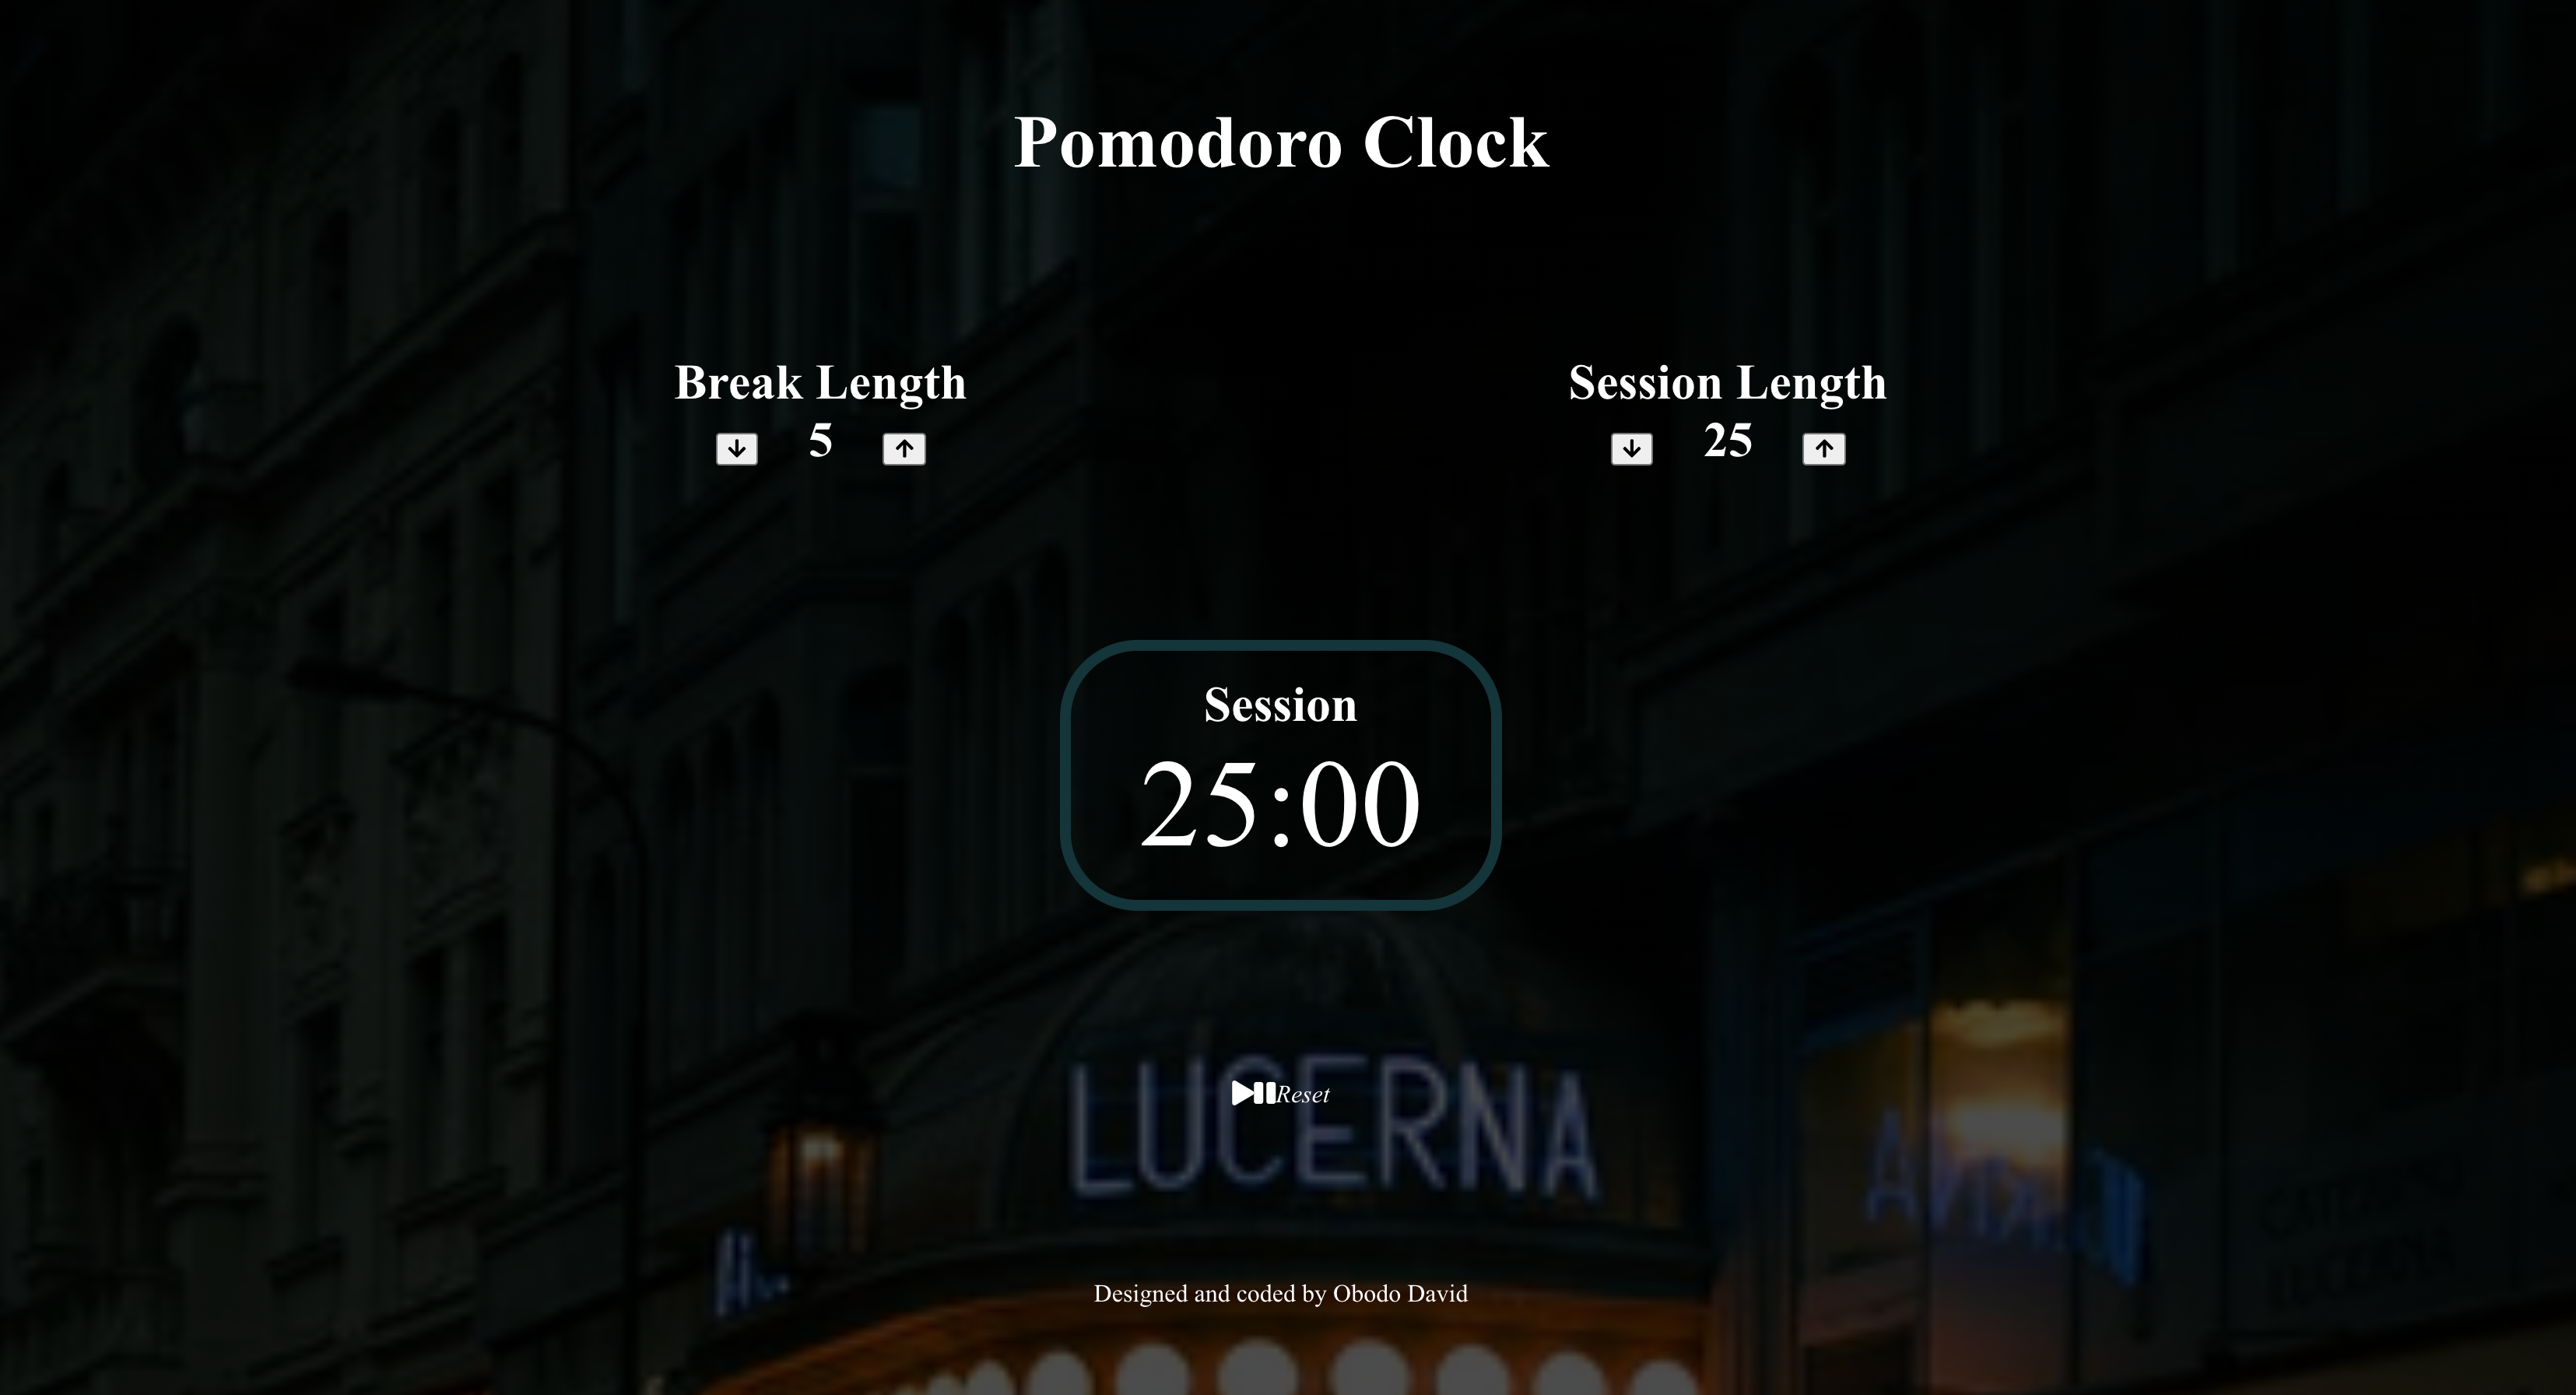 Pomodoro Clock
Break Length
5
Session Length
25
Session
25:00
Reset
LUCERNA
Designed and coded by Obodo David